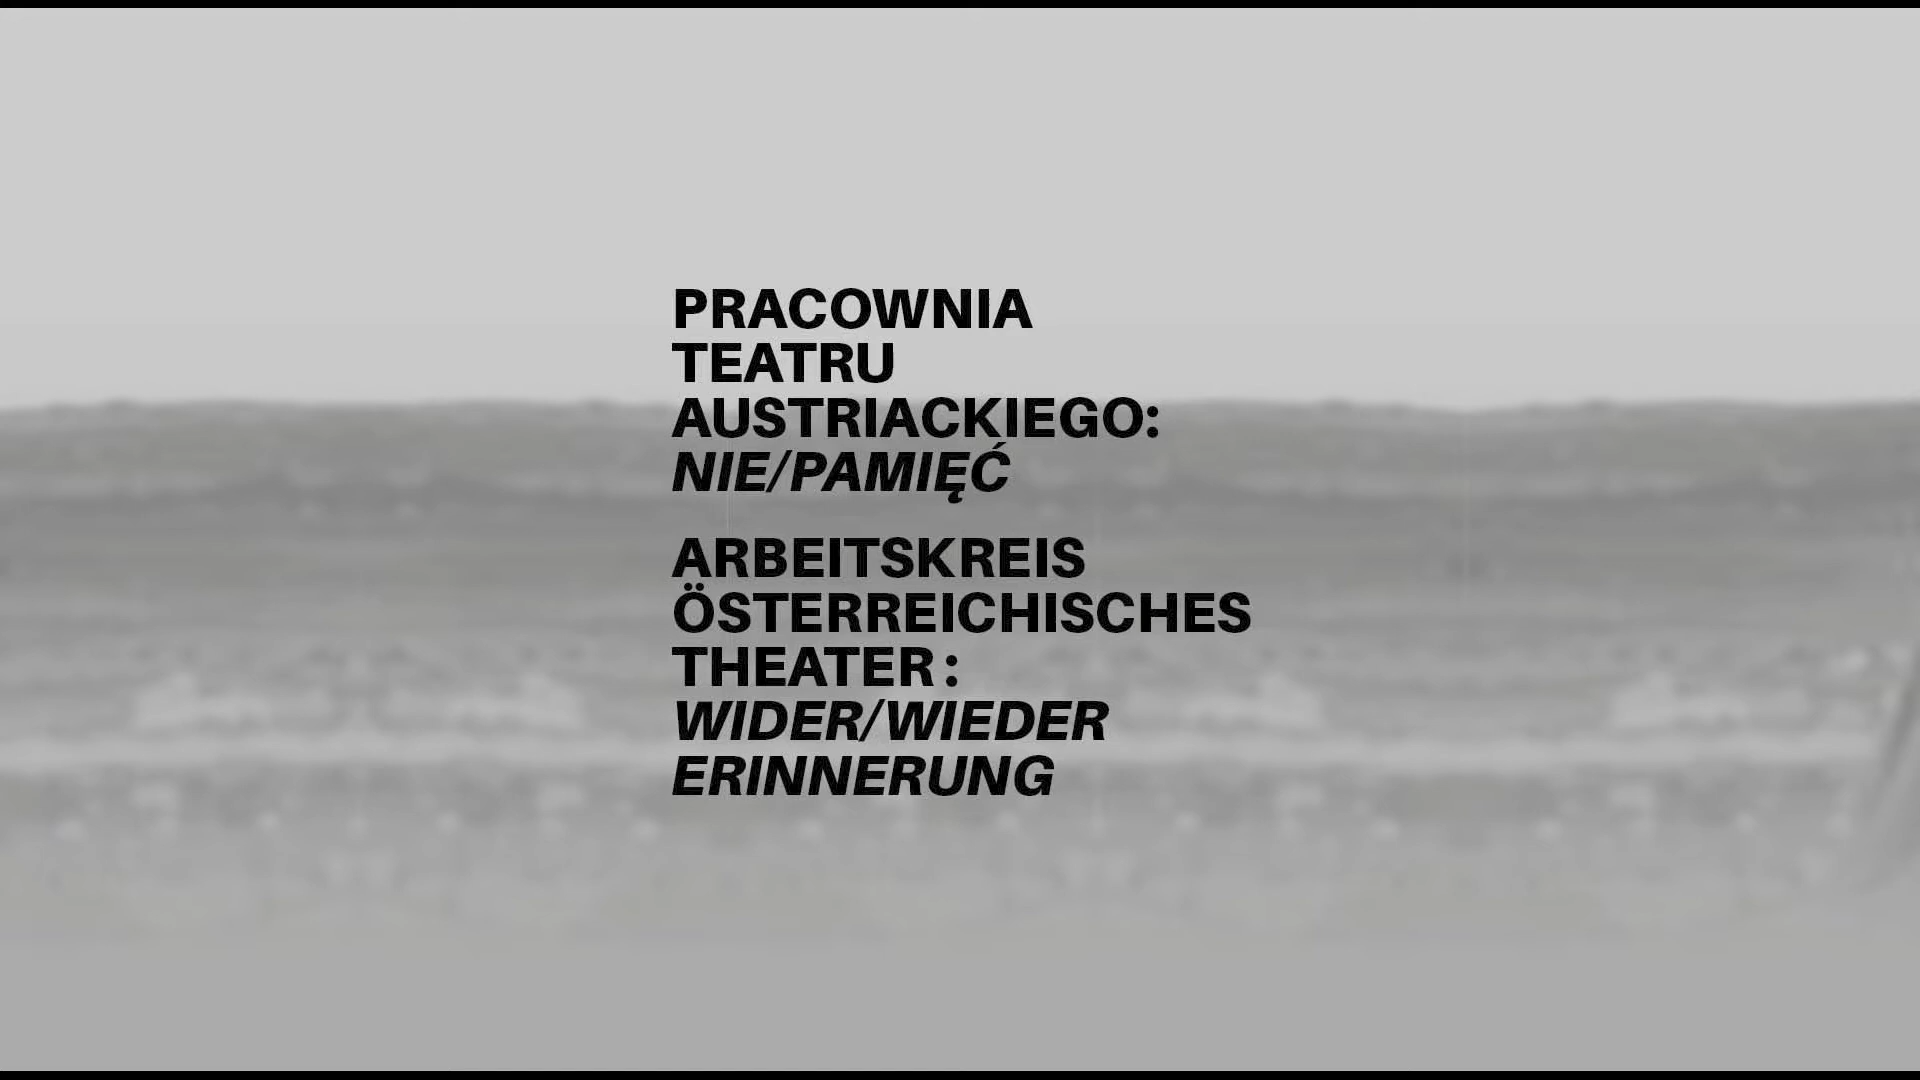 PRACOWNIA
TEATRU
AUSTRIACKIEGO:
NIE/PAMIĘĆ
ARBEITSKREIS
ÖSTERREICHISCHES
THEATER :
WIDER/WIEDER
ERINNERUNG